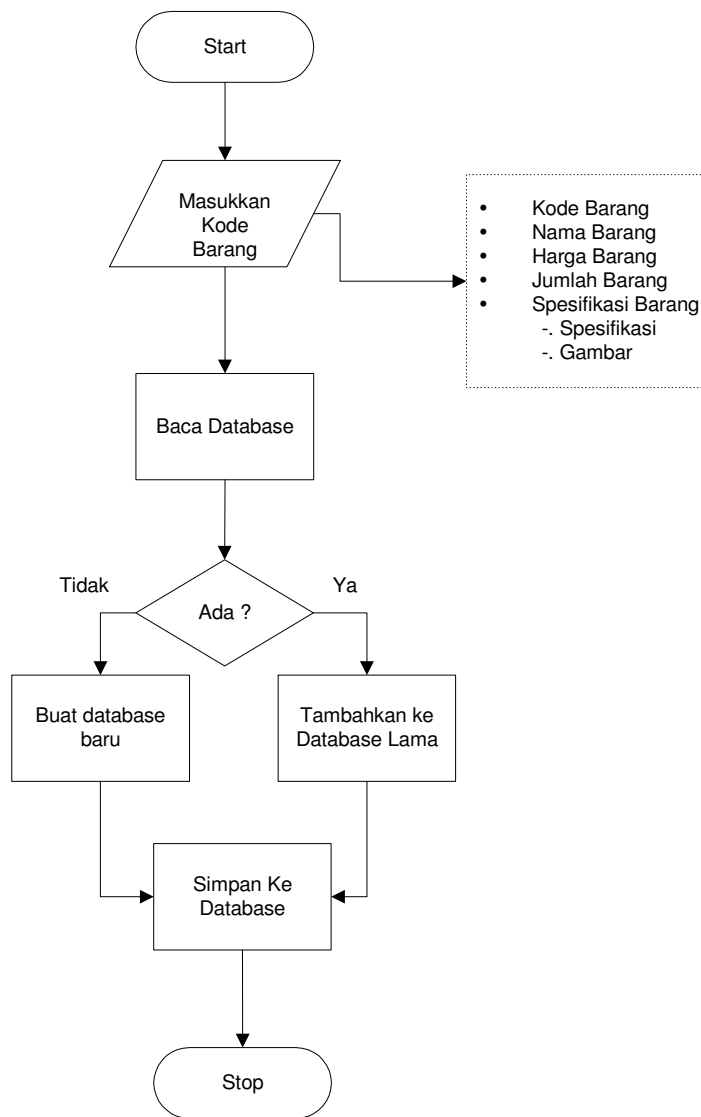 Start
Masukkan
Kode
Barang
• Kode Barang
• Nama Barang
• Harga Barang
• Jumlah Barang
• Spesifikasi Barang
-. Spesifikasi
-. Gambar
Baca Database
Tidak
Ya
Ada ?
Buat database
baru
Tambahkan ke
Database Lama
Simpan Ke
Database
Stop